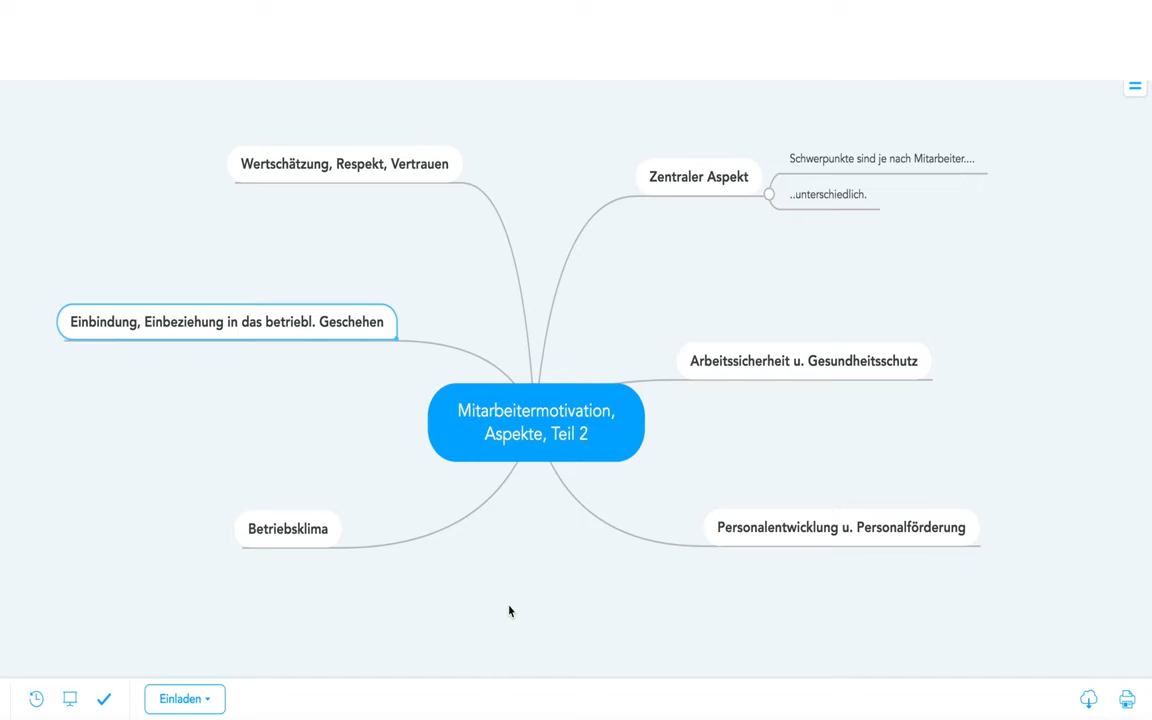 Wertschätzung, Respekt, Vertrauen
Zentraler Aspekt
Schwerpunkte sind je nach Mitarbeiter....
..unterschiedlich.
Einbindung, Einbeziehung in das betriebl. Geschehen
Arbeitssicherheit u. Gesundheitsschutz
Mitarbeitermotivation,
Aspekte, Teil 2
Betriebsklima
Personalentwicklung u. Personalförderung
Einladen